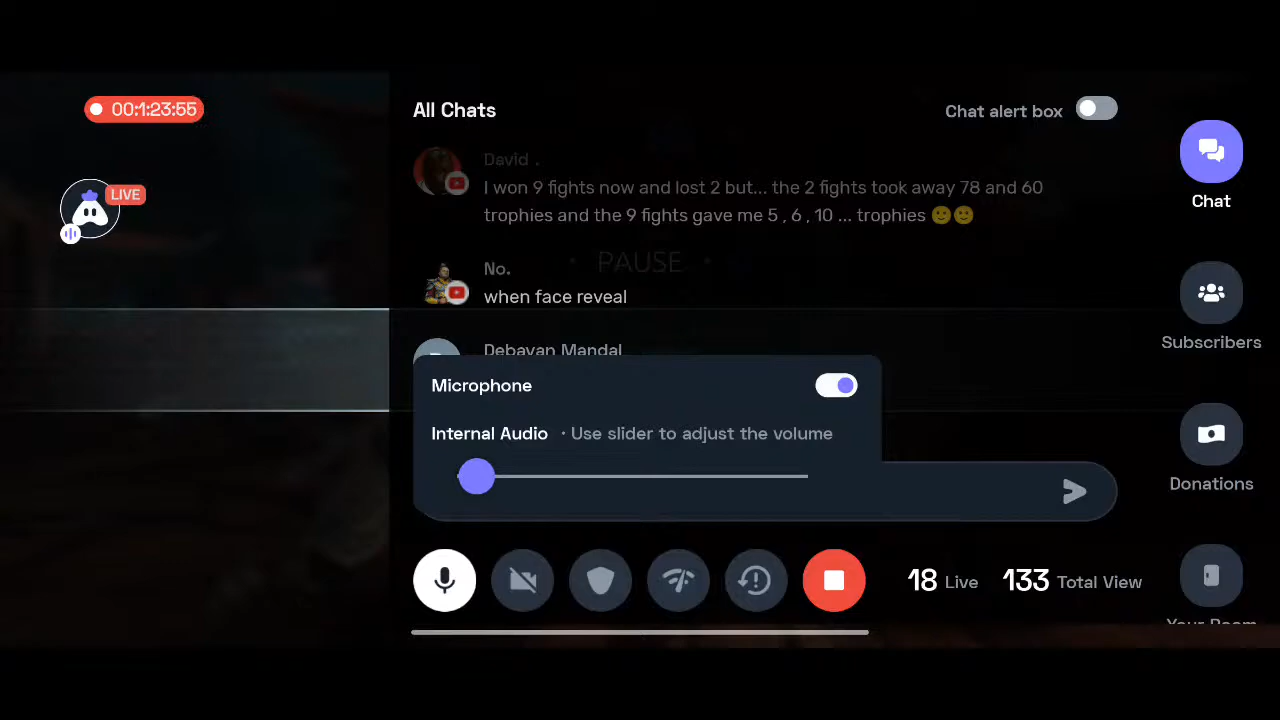 00:1:23:55
LIVE
All Chats
Chat alert box
David .
I won 9 fights now and lost 2 but... the 2 fights took away 78 and 60
trophies and the 9 fights gave me 5 , 6 , 10 ... trophies 🙂🙂
PAUSE
No.
when face reveal
Debayan Mandal
Microphone
Internal Audio · Use slider to adjust the volume
18 Live 133 Total View
Chat
Subscribers
Donations
Your Room